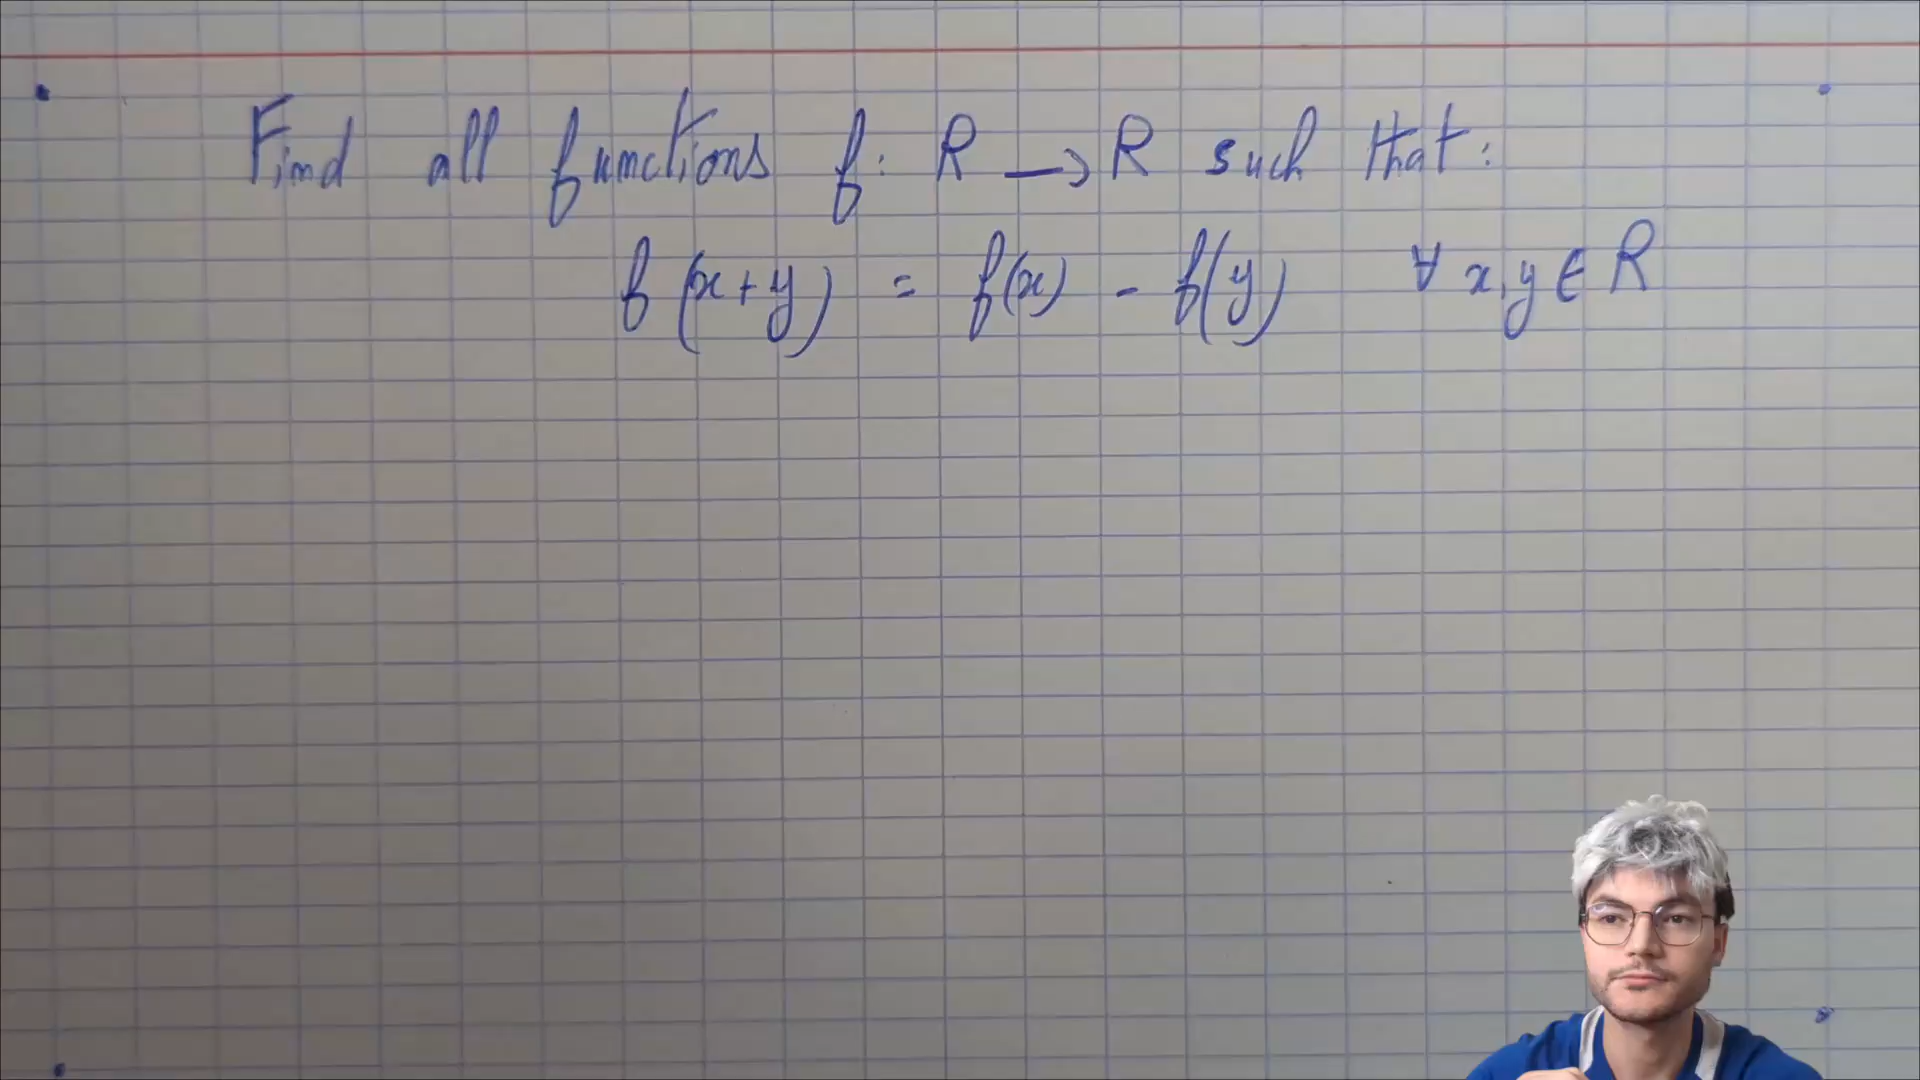 Find all functions f: R → R such that:
f(x+y) = f(x) - f(y) ∀ x,y ∈ R